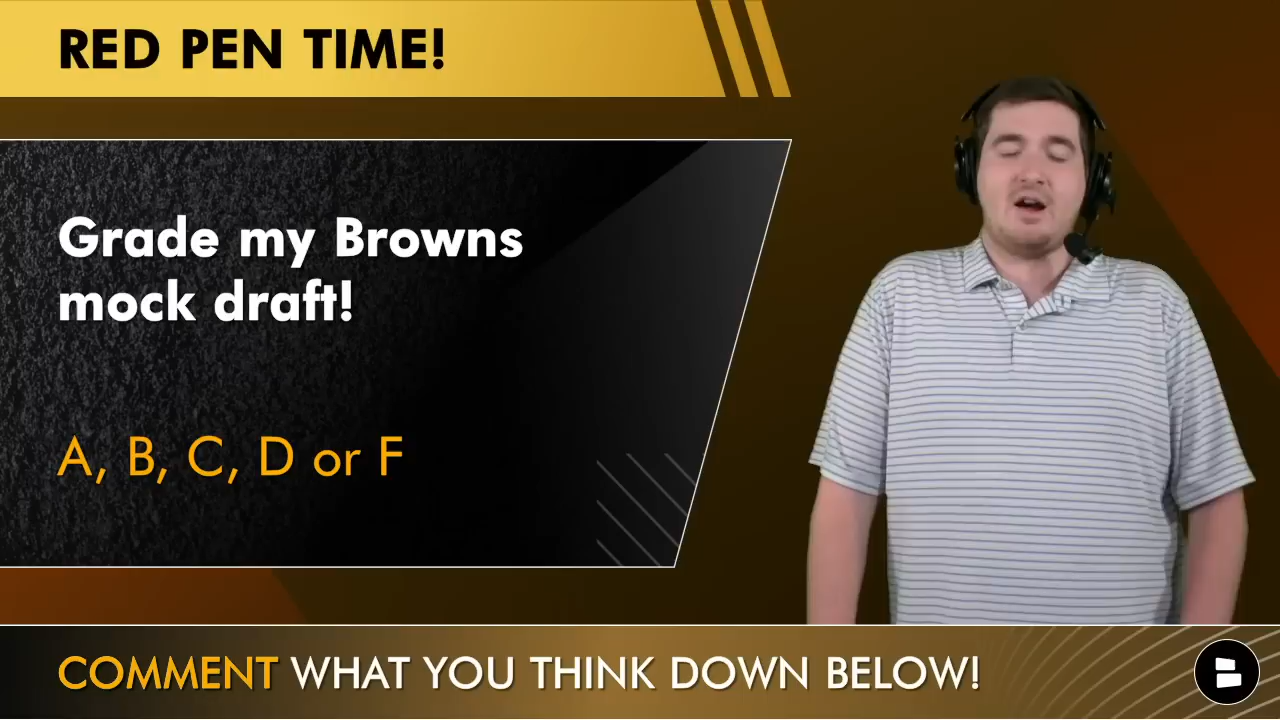 RED PEN TIME!
Grade my Browns
mock draft!
A, B, C, D or F
COMMENT WHAT YOU THINK DOWN BELOW!